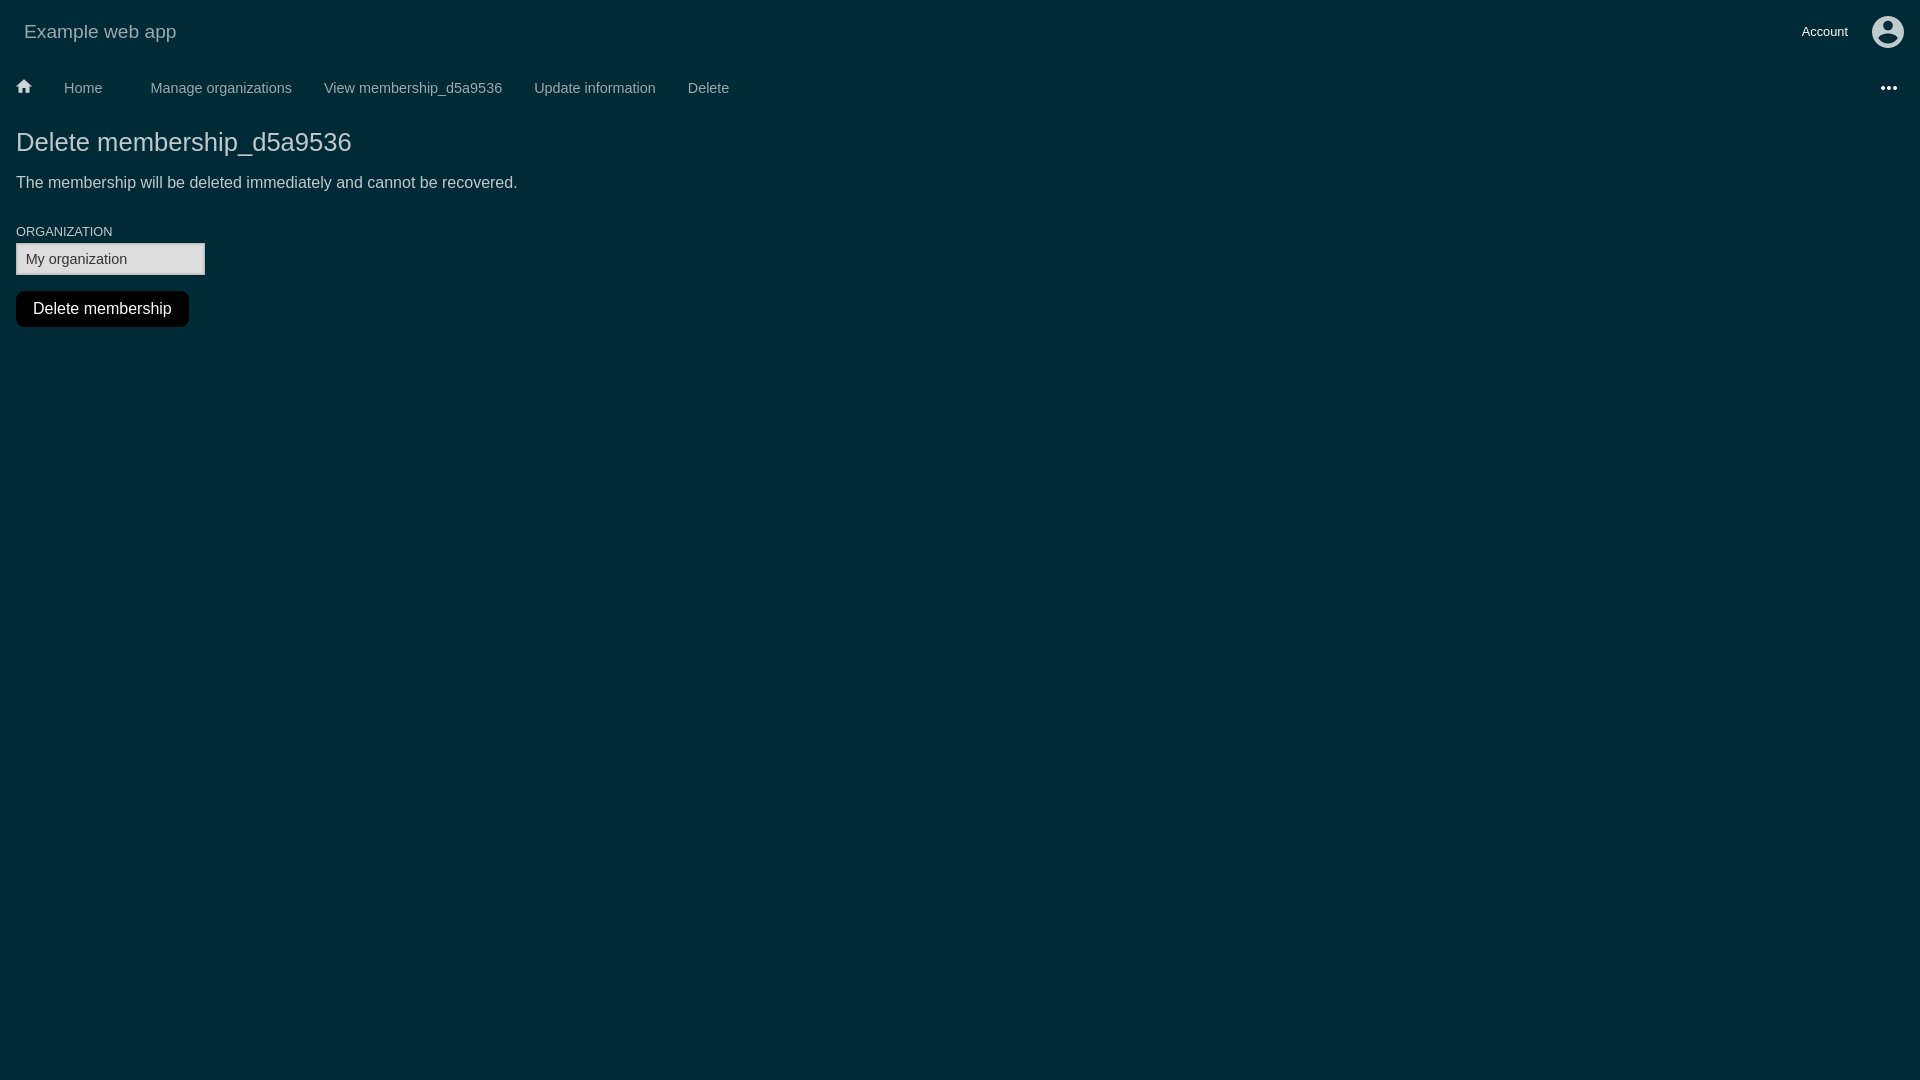 Example web app
Account
Home
Manage organizations
View membership_d5a9536
Update information
Delete
Delete membership_d5a9536
The membership will be deleted immediately and cannot be recovered.
ORGANIZATION
My organization
Delete membership